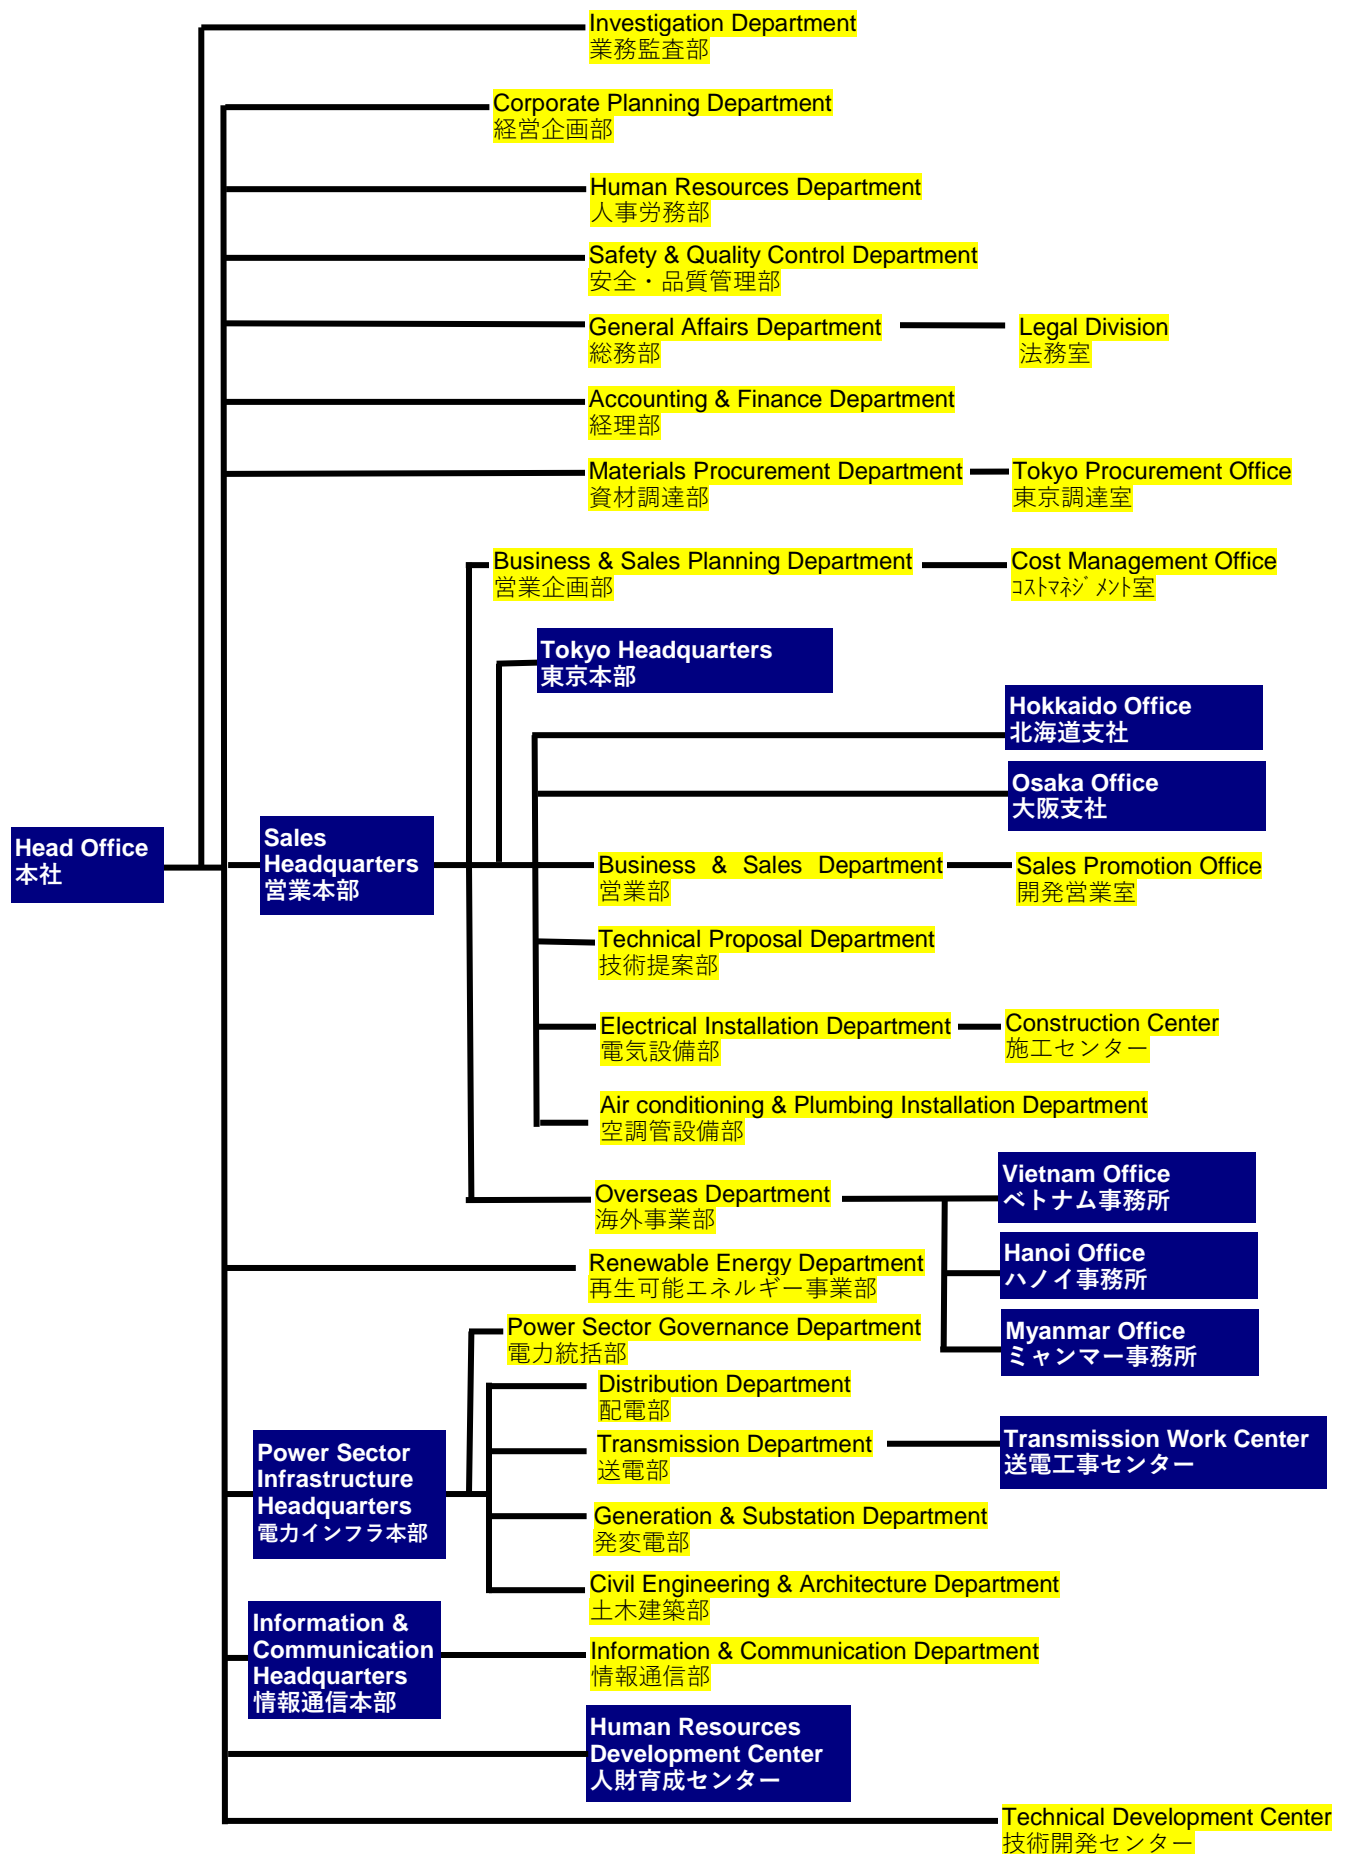 Investigation Department
業務監査部
Corporate Planning Department
経営企画部
Human Resources Department
人事労務部
Safety & Quality Control Department
安全・品質管理部
General Affairs Department
総務部
Legal Division
法務室
Accounting & Finance Department
経理部
Materials Procurement Department
資材調達部
Tokyo Procurement Office
東京調達室
Business & Sales Planning Department
営業企画部
Cost Management Office
ｺｽﾄﾏﾈｼﾞﾒﾝﾄ室
Tokyo Headquarters
東京本部
Hokkaido Office
北海道支社
Osaka Office
大阪支社
Head Office
本社
Sales
Headquarters
営業本部
Business & Sales Department
営業部
Sales Promotion Office
開発営業室
Technical Proposal Department
技術提案部
Electrical Installation Department
電気設備部
Construction Center
施工センター
Air conditioning & Plumbing Installation Department
空調管設備部
Overseas Department
海外事業部
Vietnam Office
ベトナム事務所
Hanoi Office
ハノイ事務所
Myanmar Office
ミャンマー事務所
Renewable Energy Department
再生可能エネルギー事業部
Power Sector Governance Department
電力統括部
Distribution Department
配電部
Power Sector
Infrastructure
Headquarters
電力インフラ本部
Transmission Department
送電部
Transmission Work Center
送電工事センター
Generation & Substation Department
発変電部
Civil Engineering & Architecture Department
土木建築部
Information &
Communication
Headquarters
情報通信本部
Information & Communication Department
情報通信部
Human Resources
Development Center
人財育成センター
Technical Development Center
技術開発センター